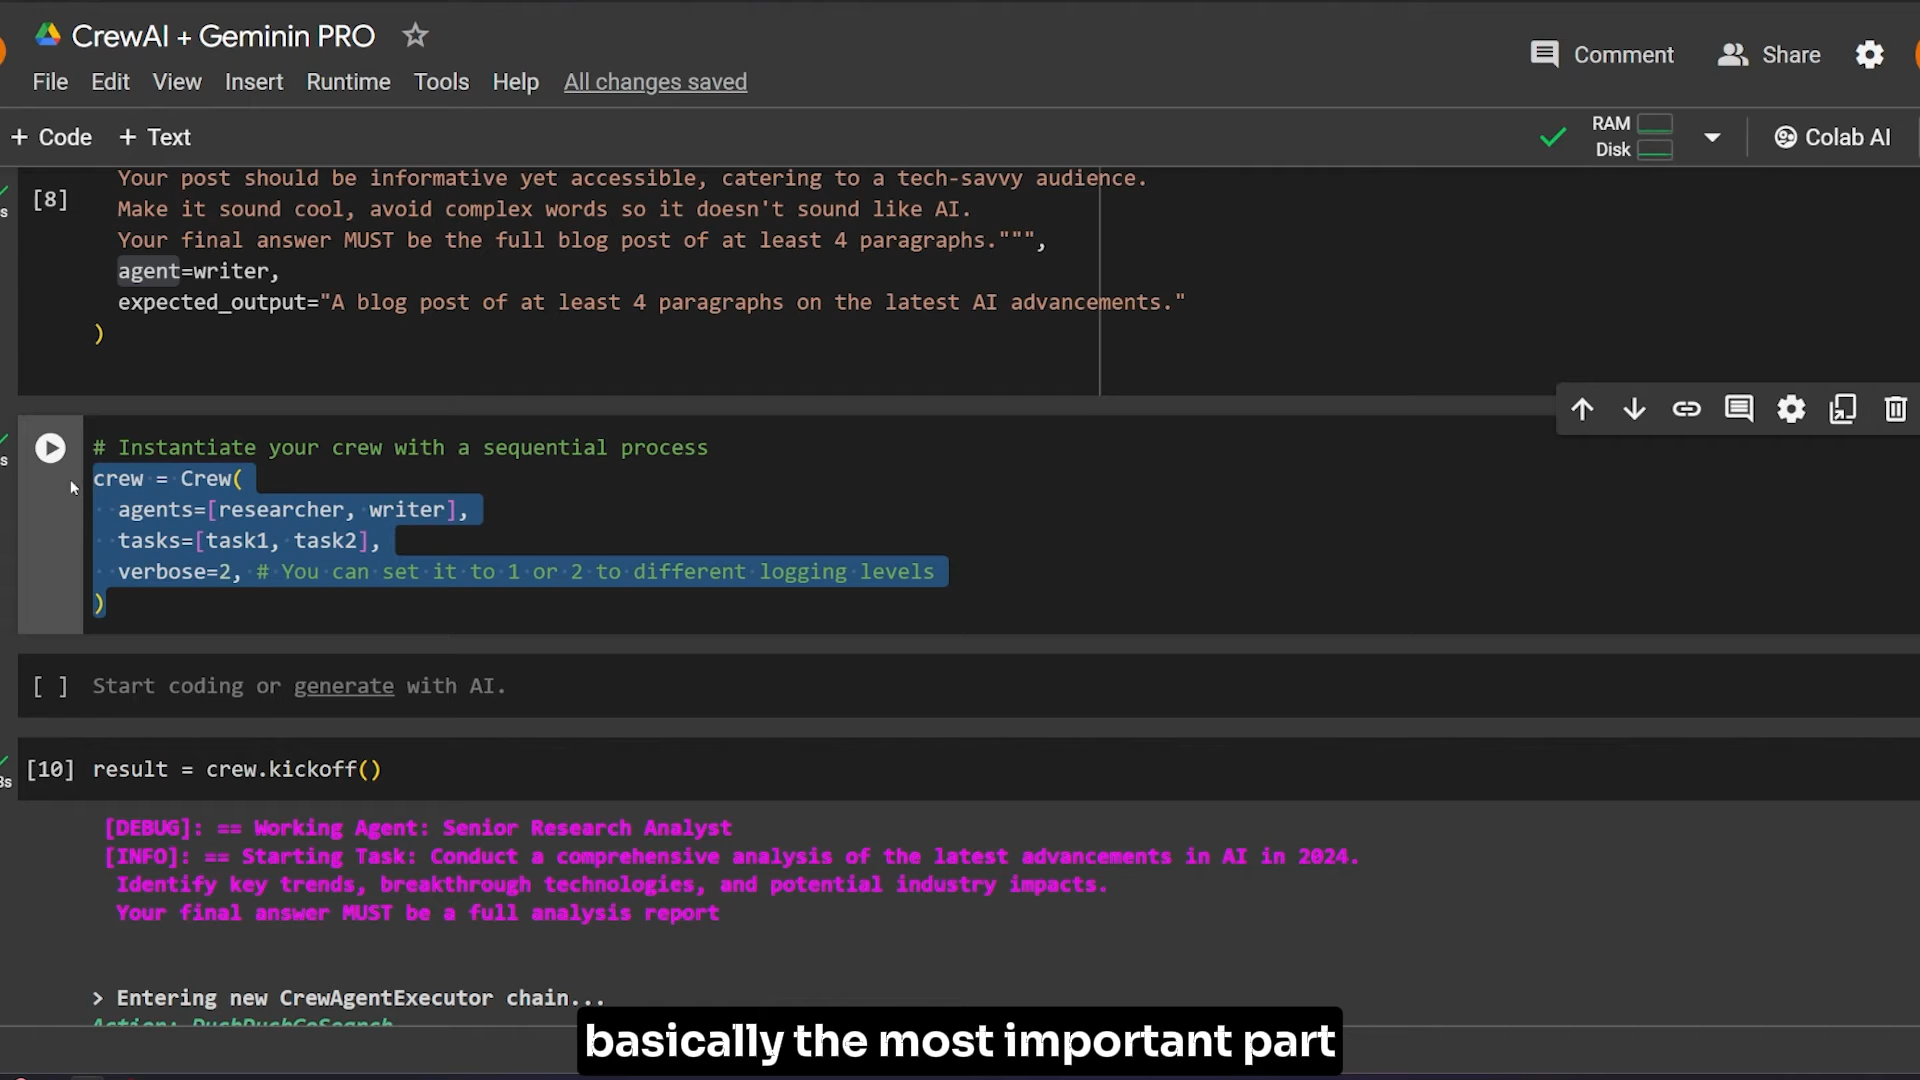 CrewAI + Geminin PRO
Comment
Share
File Edit View Insert Runtime Tools Help All changes saved
+ Code + Text
RAM
Disk
Colab AI
[8]
Your post should be informative yet accessible, catering to a tech-savvy audience.
Make it sound cool, avoid complex words so it doesn't sound like AI.
Your final answer MUST be the full blog post of at least 4 paragraphs.""",
agent=writer,
expected_output="A blog post of at least 4 paragraphs on the latest AI advancements."
)
# Instantiate your crew with a sequential process
crew = Crew(
agents=[researcher, writer],
tasks=[task1, task2],
verbose=2, # You can set it to 1 or 2 to different logging levels
)
[ ] Start coding or generate with AI.
[10] result = crew.kickoff()
[DEBUG]: == Working Agent: Senior Research Analyst
[INFO]: == Starting Task: Conduct a comprehensive analysis of the latest advancements in AI in 2024.
Identify key trends, breakthrough technologies, and potential industry impacts.
Your final answer MUST be a full analysis report
> Entering new CrewAgentExecutor chain...
Action: DuckDuckGoSearch
basically the most important part